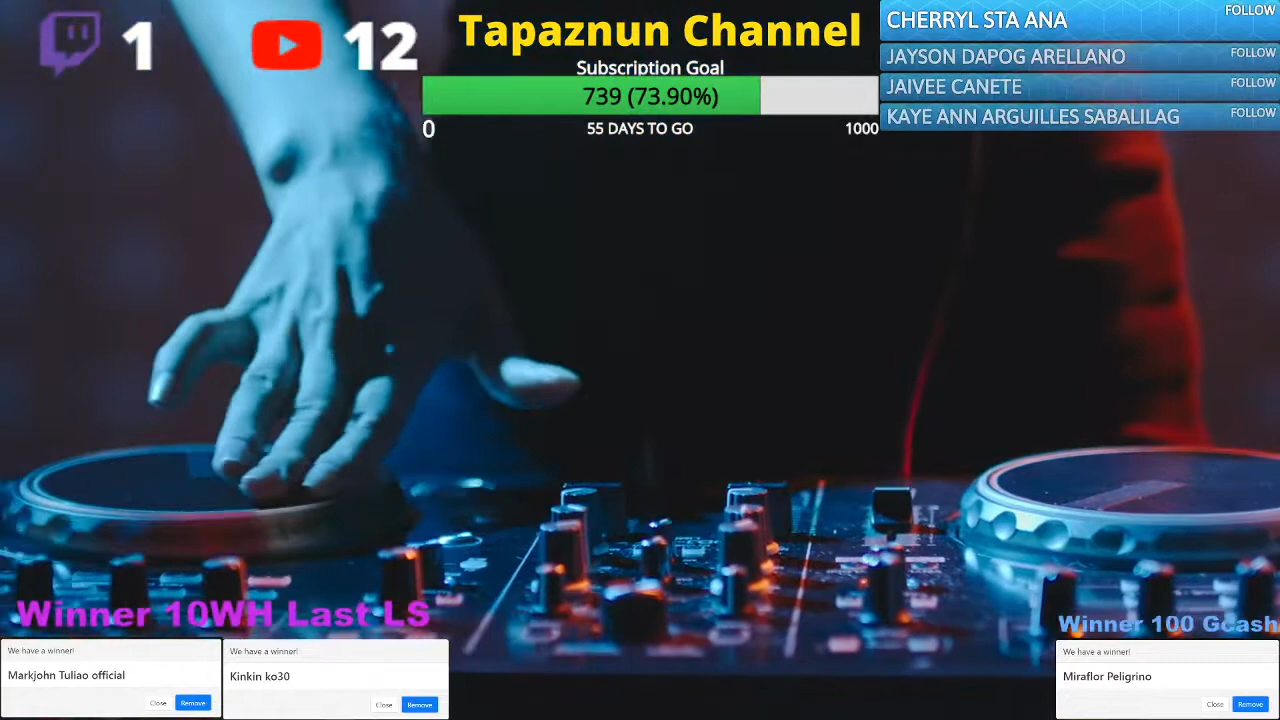 1
12
Tapaznun Channel
Subscription Goal
739 (73.90%)
0
55 DAYS TO GO
1000
CHERRYL STA ANA FOLLOW
JAYSON DAPOG ARELLANO FOLLOW
JAIVEE CANETE FOLLOW
KAYE ANN ARGUILLES SABALILAG FOLLOW
Winner 10WH Last LS
We have a winner!
Markjohn Tuliao official
Close Remove
We have a winner!
Kinkin ko30
Close Remove
Winner 100 Gcash
We have a winner!
Miraflor Peligrino
Close Remove